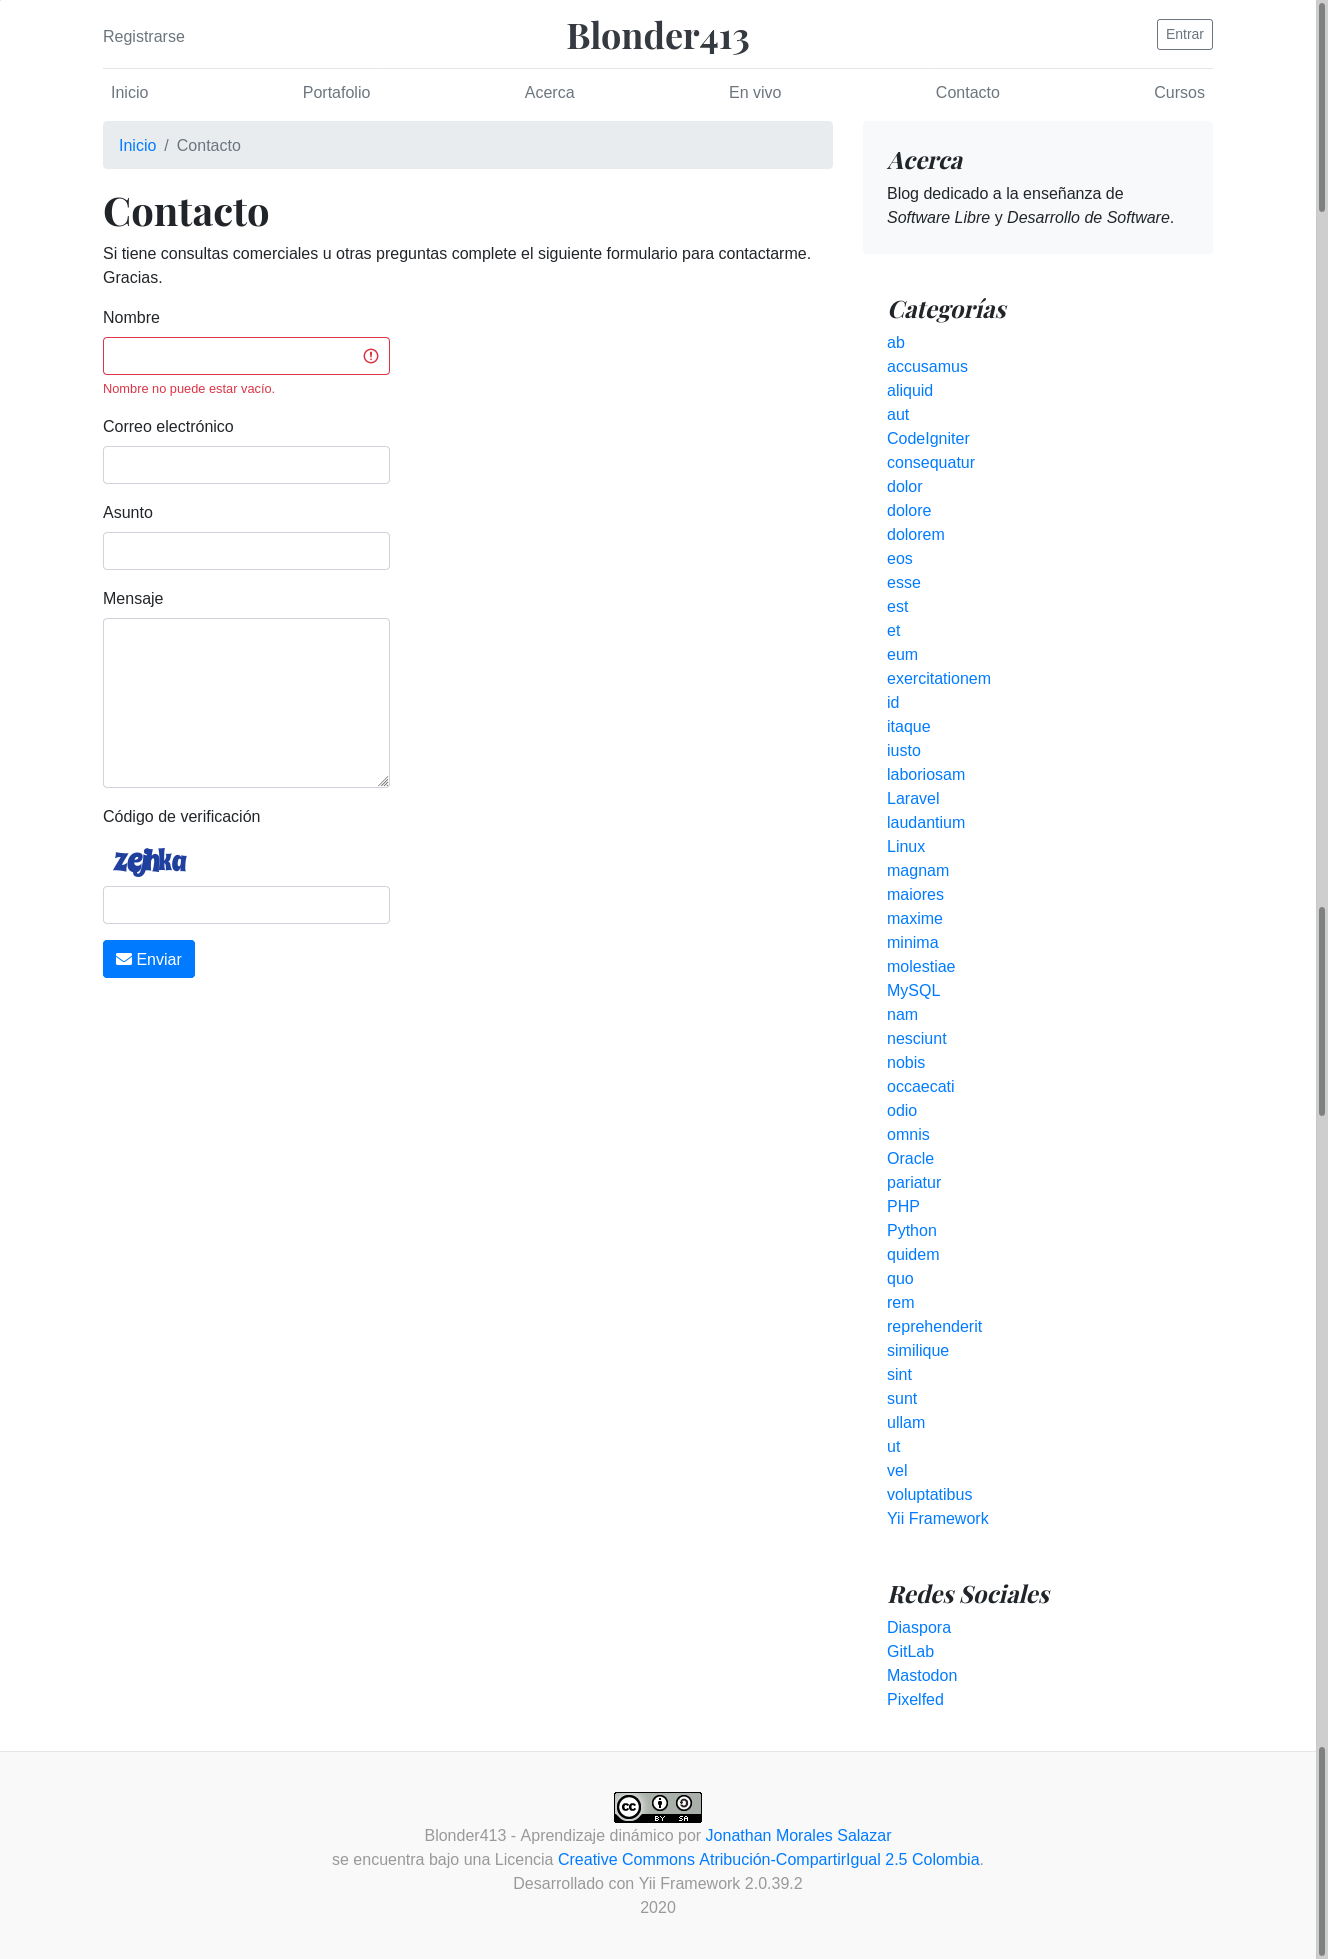 Registrarse
Blonder413
Entrar
Inicio
Portafolio
Acerca
En vivo
Contacto
Cursos
Inicio / Contacto
Contacto
Si tiene consultas comerciales u otras preguntas complete el siguiente formulario para contactarme.
Gracias.
Nombre
Nombre no puede estar vacío.
Correo electrónico
Asunto
Mensaje
Código de verificación
zejhka
Enviar
Acerca
Blog dedicado a la enseñanza de
Software Libre y Desarrollo de Software.
Categorías
ab
accusamus
aliquid
aut
CodeIgniter
consequatur
dolor
dolore
dolorem
eos
esse
est
et
eum
exercitationem
id
itaque
iusto
laboriosam
Laravel
laudantium
Linux
magnam
maiores
maxime
minima
molestiae
MySQL
nam
nesciunt
nobis
occaecati
odio
omnis
Oracle
pariatur
PHP
Python
quidem
quo
rem
reprehenderit
similique
sint
sunt
ullam
ut
vel
voluptatibus
Yii Framework
Redes Sociales
Diaspora
GitLab
Mastodon
Pixelfed
cc BY SA
Blonder413 - Aprendizaje dinámico por Jonathan Morales Salazar
se encuentra bajo una Licencia Creative Commons Atribución-CompartirIgual 2.5 Colombia.
Desarrollado con Yii Framework 2.0.39.2
2020